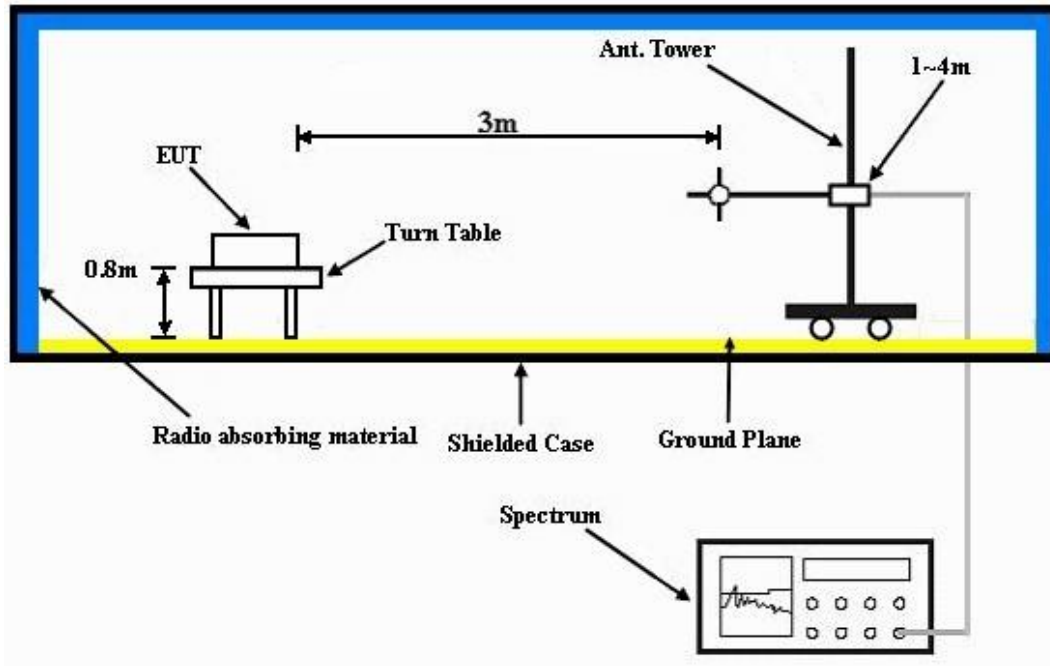 Ant. Tower
1~4m
3m
EUT
Turn Table
0.8m
Radio absorbing material
Shielded Case
Ground Plane
Spectrum